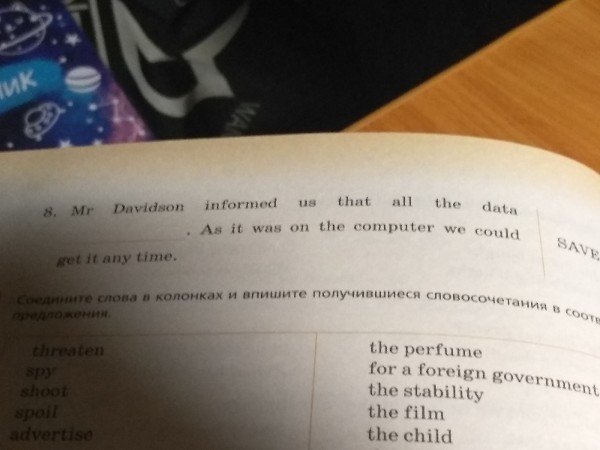 НИК
8. Mr Davidson informed us that all the data
. As it was on the computer we could
SAVE
get it any time.
Соедините слова в колонках и впишите получившиеся словосочетания в соотв
предложения.
threaten the perfume
spy for a foreign government
shoot the stability
spoil the film
advertise the child